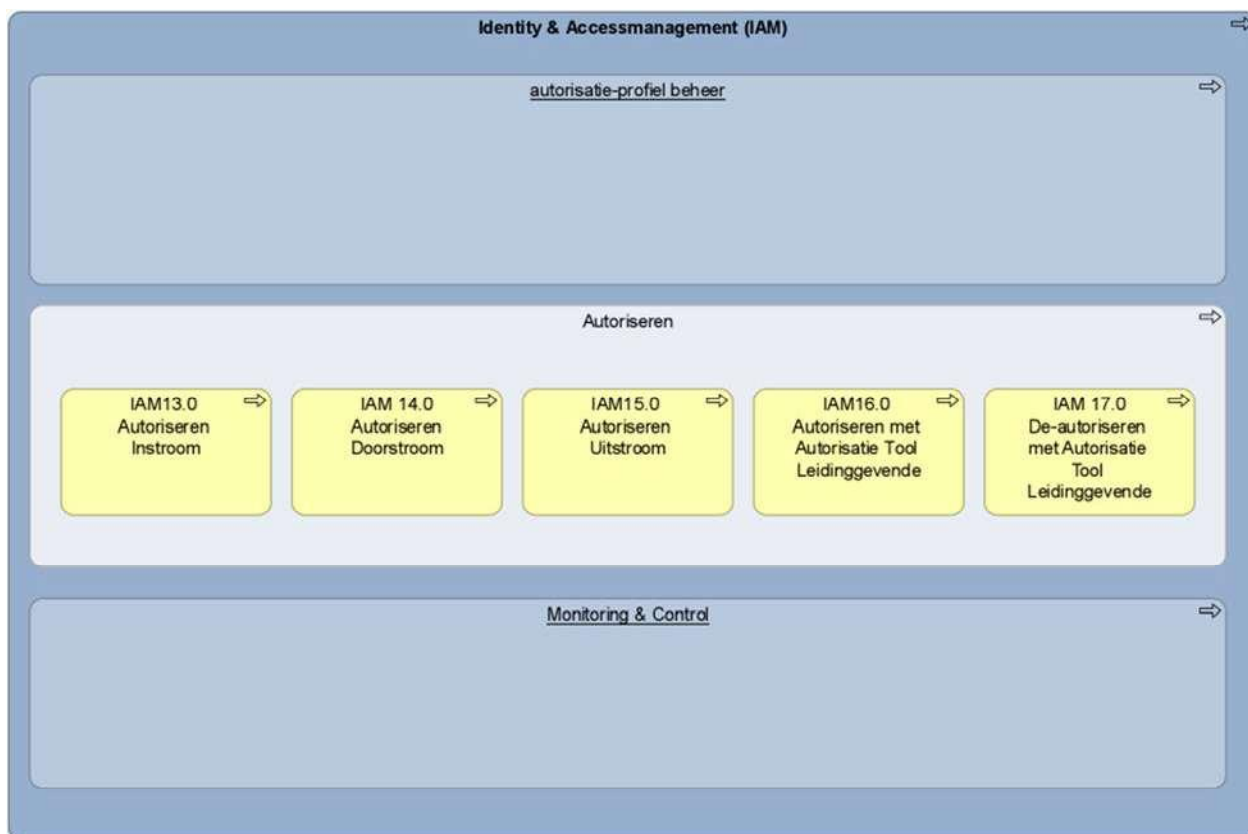 Identity & Accessmanagement (IAM)
autorisatie-profiel beheer
Autoriseren
IAM13.0
Autoriseren
Instroom
IAM 14.0
Autoriseren
Doorstroom
IAM15.0
Autoriseren
Uitstroom
IAM16.0
Autoriseren met
Autorisatie Tool
Leidinggevende
IAM 17.0
De-autoriseren
met Autorisatie
Tool
Leidinggevende
Monitoring & Control